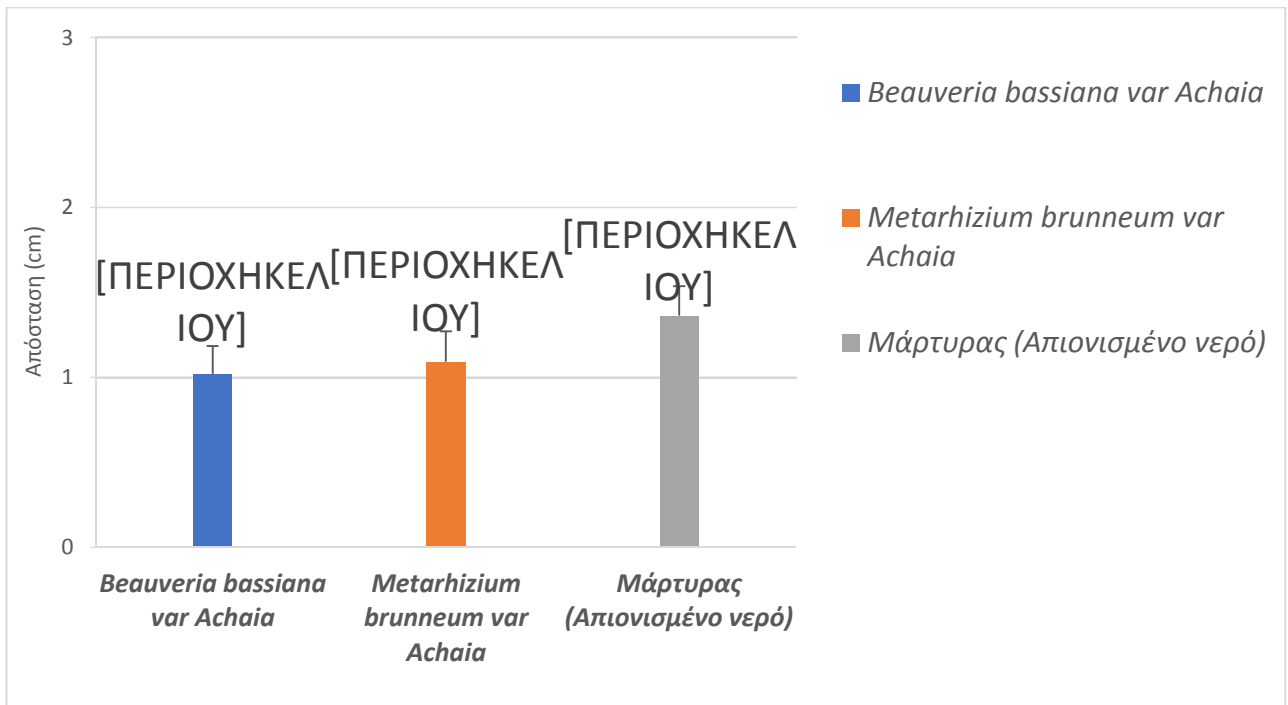 3
2
1
0
Απόσταση (cm)
[ΠΕΡΙΟΧΗΚΕΛ
ΙΟΥ]
[ΠΕΡΙΟΧΗΚΕΛ
ΙΟΥ]
[ΠΕΡΙΟΧΗΚΕΛ
ΙΟΥ]
Beauveria bassiana
var Achaia
Metarhizium
brunneum var
Achaia
Μάρτυρας
(Απιονισμένο νερό)
Beauveria bassiana var Achaia
Metarhizium brunneum var
Achaia
Μάρτυρας (Απιονισμένο νερό)